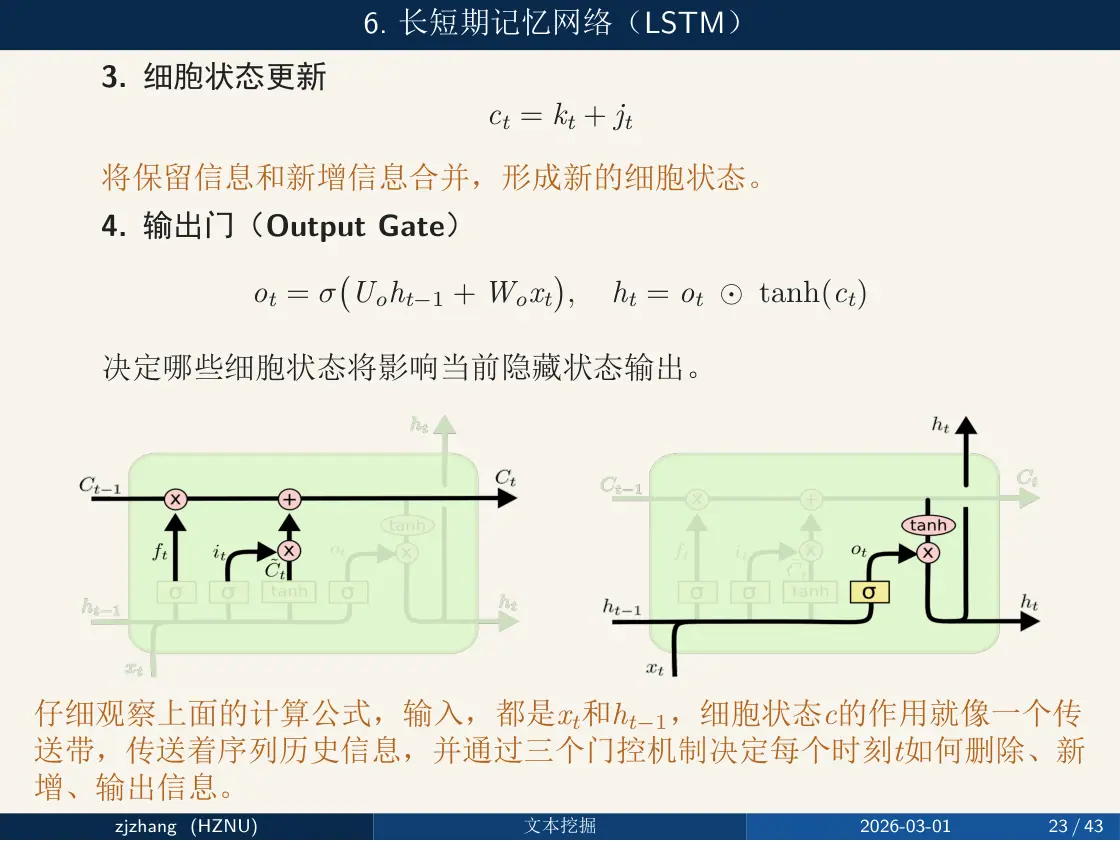 6. 长短期记忆网络（LSTM）
3. 细胞状态更新
c_t = k_t + j_t
将保留信息和新增信息合并，形成新的细胞状态。
4. 输出门（Output Gate）
o_t = σ(U_o h_{t−1} + W_o x_t),  h_t = o_t ⊙ tanh(c_t)
决定哪些细胞状态将影响当前隐藏状态输出。
h_t
C_{t−1}
C_t
x
+
tanh
f_t
i_t
x
C̃_t
o_t
x
σ
σ
tanh
σ
h_{t−1}
h_t
x_t
h_t
C_{t−1}
C_t
x
+
tanh
f_t
i_t
x
C̃_t
o_t
x
σ
σ
tanh
σ
h_{t−1}
h_t
x_t
仔细观察上面的计算公式，输入，都是x_t和h_{t−1}，细胞状态c的作用就像一个传
送带，传送着序列历史信息，并通过三个门控机制决定每个时刻t如何删除、新
增、输出信息。
zjzhang (HZNU) 文本挖掘 2026-03-01 23 / 43